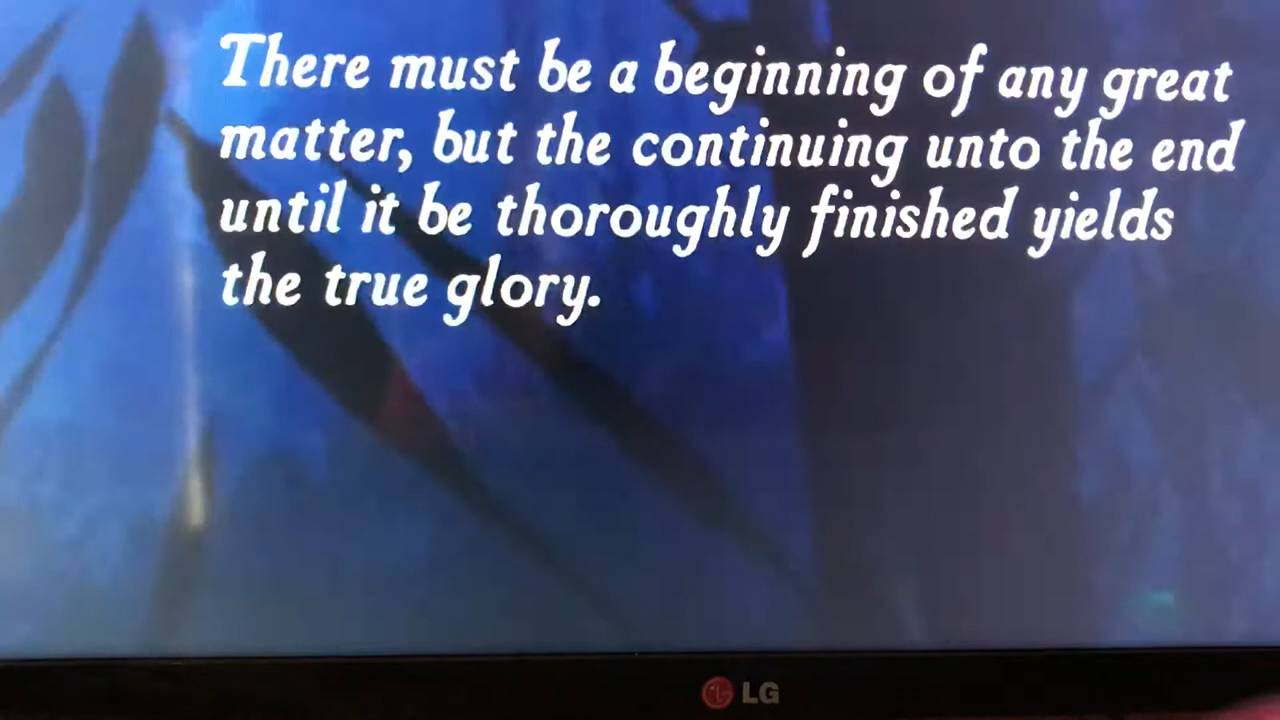 There must be a beginning of any great
matter, but the continuing unto the end
until it be thoroughly finished yields
the true glory.
LG